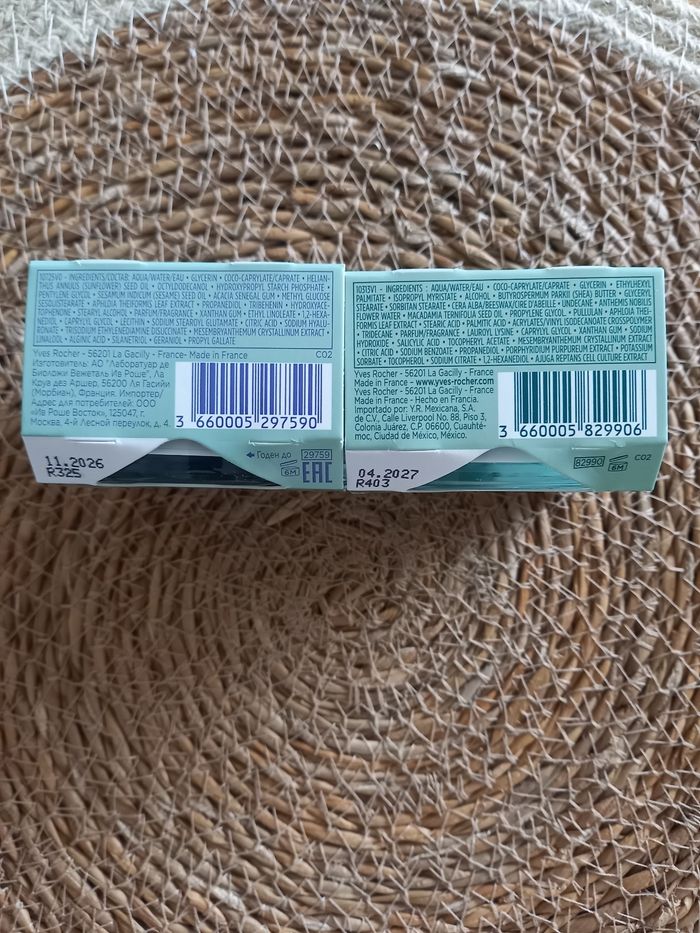 10725V0 - INGREDIENTS/СОСТАВ: AQUA/WATER/EAU • GLYCERIN • COCO-CAPRYLATE/CAPRATE • HELIAN-
THUS ANNUUS (SUNFLOWER) SEED OIL • OCTYLDODECANOL • HYDROXYPROPYL STARCH PHOSPHATE •
PENTYLENE GLYCOL • SESAMUM INDICUM (SESAME) SEED OIL • ACACIA SENEGAL GUM • METHYL GLUCOSE
SESQUISTEARATE • APHLOIA THEIFORMIS LEAF EXTRACT • PROPANEDIOL • TRIBEHENIN • HYDROXYACE-
TOPHENONE • STEARYL ALCOHOL • PARFUM/FRAGRANCE • XANTHAN GUM • ETHYL LINOLEATE • 1,2-HEXA-
NEDIOL • CAPRYLYL GLYCOL • LECITHIN • SODIUM STEAROYL GLUTAMATE • CITRIC ACID • SODIUM HYALU-
RONATE • TRISODIUM ETHYLENEDIAMINE DISUCCINATE • MESEMBRYANTHEMUM CRYSTALLINUM EXTRACT
• LINALOOL • ALGINIC ACID • SILANETRIOL • GERANIOL • PROPYL GALLATE
Yves Rocher - 56201 La Gacilly - France- Made in France CO2
Изготовитель: АО "Лаборатуар де
Биоложи Вежеталь Ив Роше", Ла
Круа дез Аршер, 56200 Ля Гасийи
(Морбиан), Франция. Импортер/
Адрес для потребителей: ООО
«Ив Роше Восток», 125047, г.
Москва, 4-й Лесной переулок, д. 4.
3 660005 297590
Годен до 29759
11.2026
R325
6M EAC
10313V1 - INGREDIENTS : AQUA/WATER/EAU • COCO-CAPRYLATE/CAPRATE • GLYCERIN • ETHYLHEXYL
PALMITATE • ISOPROPYL MYRISTATE • ALCOHOL • BUTYROSPERMUM PARKII (SHEA) BUTTER • GLYCERYL
STEARATE • SORBITAN STEARATE • CERA ALBA/BEESWAX/CIRE D'ABEILLE • UNDECANE • ANTHEMIS NOBILIS
FLOWER WATER • MACADAMIA TERNIFOLIA SEED OIL • PROPYLENE GLYCOL • PULLULAN • APHLOIA THEI-
FORMIS LEAF EXTRACT • STEARIC ACID • PALMITIC ACID • ACRYLATES/VINYL ISODECANOATE CROSSPOLYMER
• TRIDECANE • PARFUM/FRAGRANCE • LAUROYL LYSINE • CAPRYLYL GLYCOL • XANTHAN GUM • SODIUM
HYDROXIDE • SALICYLIC ACID • TOCOPHERYL ACETATE • MESEMBRYANTHEMUM CRYSTALLINUM EXTRACT
• CITRIC ACID • SODIUM BENZOATE • PROPANEDIOL • PORPHYRIDIUM PURPUREUM EXTRACT • POTASSIUM
SORBATE • TOCOPHEROL • SODIUM CITRATE • 1,2-HEXANEDIOL • AJUGA REPTANS CELL CULTURE EXTRACT
Yves Rocher - 56201 La Gacilly - France
Made in France - www.yves-rocher.com
Yves Rocher - 56201 La Gacilly - France
Made in France - Hecho en Francia.
Importado por: Y.R. Mexicana, S.A.
de C.V., Calle Liverpool No. 88, Piso 3,
Colonia Juárez, C.P. 06600, Cuauhté-
moc, Ciudad de México, México.
3 660005 829906
82990 6M CO2
04.2027
R403